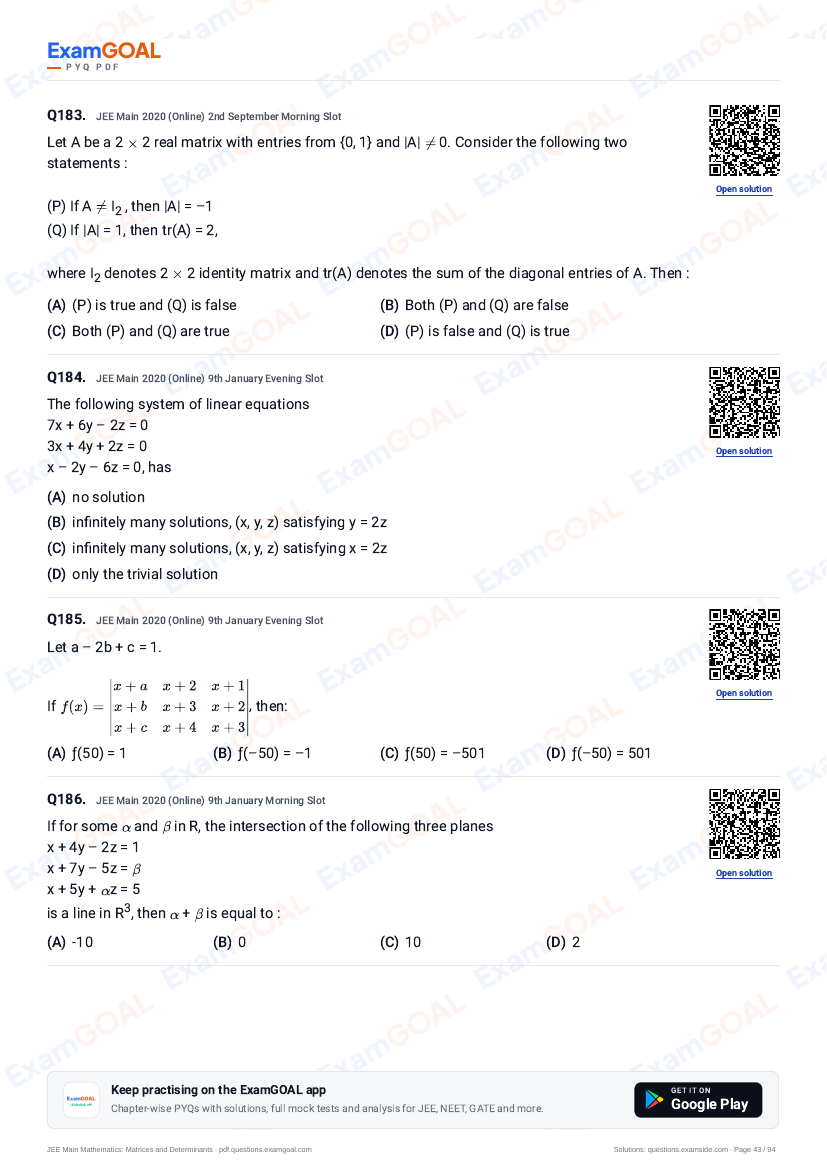 ExamGOAL
PYQ PDF
Q183. JEE Main 2020 (Online) 2nd September Morning Slot
Let A be a 2 × 2 real matrix with entries from {0, 1} and |A| ≠ 0. Consider the following two
statements :
(P) If A ≠ I₂ , then |A| = −1
(Q) If |A| = 1, then tr(A) = 2,
where I₂ denotes 2 × 2 identity matrix and tr(A) denotes the sum of the diagonal entries of A. Then :
(A) (P) is true and (Q) is false (B) Both (P) and (Q) are false
(C) Both (P) and (Q) are true (D) (P) is false and (Q) is true
Open solution
Q184. JEE Main 2020 (Online) 9th January Evening Slot
The following system of linear equations
7x + 6y − 2z = 0
3x + 4y + 2z = 0
x − 2y − 6z = 0, has
(A) no solution
(B) infinitely many solutions, (x, y, z) satisfying y = 2z
(C) infinitely many solutions, (x, y, z) satisfying x = 2z
(D) only the trivial solution
Open solution
Q185. JEE Main 2020 (Online) 9th January Evening Slot
Let a − 2b + c = 1.
x + a x + 2 x + 1
If f(x) = | x + b x + 3 x + 2 |, then:
x + c x + 4 x + 3
(A) ƒ(50) = 1 (B) ƒ(−50) = −1 (C) ƒ(50) = −501 (D) ƒ(−50) = 501
Open solution
Q186. JEE Main 2020 (Online) 9th January Morning Slot
If for some α and β in R, the intersection of the following three planes
x + 4y − 2z = 1
x + 7y − 5z = β
x + 5y + αz = 5
is a line in R³, then α + β is equal to :
(A) -10 (B) 0 (C) 10 (D) 2
Open solution
Keep practising on the ExamGOAL app
Chapter-wise PYQs with solutions, full mock tests and analysis for JEE, NEET, GATE and more.
GET IT ON
Google Play
JEE Main Mathematics: Matrices and Determinants · pdf.questions.examgoal.com
Solutions: questions.examside.com · Page 43 / 94